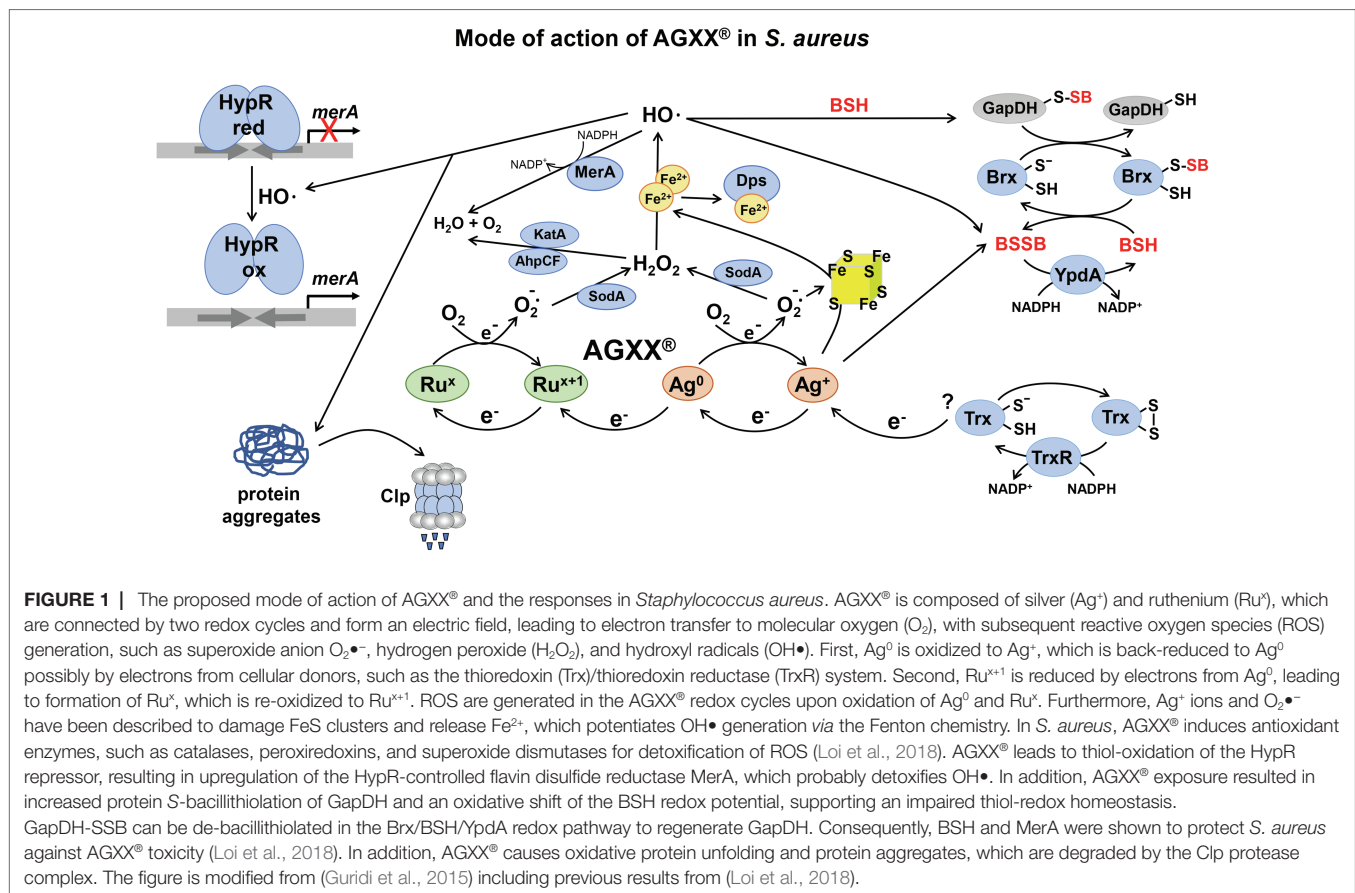 Mode of action of AGXX® in S. aureus
HypR
red
merA
HO·
HypR
ox
merA
HO·
NADPH
NADP⁺
MerA
H₂O + O₂
KatA
AhpCF
H₂O₂
Fe²⁺
Fe²⁺
Dps
Fe²⁺
BSH
GapDH
S-SB
GapDH
SH
Brx
S⁻
SH
Brx
S-SB
SH
BSSB
BSH
YpdA
NADPH
NADP⁺
SodA
SodA
O₂
O₂·⁻
e⁻
O₂
O₂·⁻
e⁻
S
Fe
Fe
S
S
S
Fe
Fe
AGXX®
Ruˣ
Ruˣ⁺¹
Ag⁰
Ag⁺
e⁻
e⁻
e⁻
e⁻
?
Trx
S⁻
SH
Trx
S
S
TrxR
NADP⁺
NADPH
protein
aggregates
Clp
FIGURE 1 | The proposed mode of action of AGXX® and the responses in Staphylococcus aureus. AGXX® is composed of silver (Ag⁺) and ruthenium (Ruˣ), which
are connected by two redox cycles and form an electric field, leading to electron transfer to molecular oxygen (O₂), with subsequent reactive oxygen species (ROS)
generation, such as superoxide anion O₂•−, hydrogen peroxide (H₂O₂), and hydroxyl radicals (OH•). First, Ag⁰ is oxidized to Ag⁺, which is back-reduced to Ag⁰
possibly by electrons from cellular donors, such as the thioredoxin (Trx)/thioredoxin reductase (TrxR) system. Second, Ruˣ⁺¹ is reduced by electrons from Ag⁰, leading
to formation of Ruˣ, which is re-oxidized to Ruˣ⁺¹. ROS are generated in the AGXX® redox cycles upon oxidation of Ag⁰ and Ruˣ. Furthermore, Ag⁺ ions and O₂•−
have been described to damage FeS clusters and release Fe²⁺, which potentiates OH• generation via the Fenton chemistry. In S. aureus, AGXX® induces antioxidant
enzymes, such as catalases, peroxiredoxins, and superoxide dismutases for detoxification of ROS (Loi et al., 2018). AGXX® leads to thiol-oxidation of the HypR
repressor, resulting in upregulation of the HypR-controlled flavin disulfide reductase MerA, which probably detoxifies OH•. In addition, AGXX® exposure resulted in
increased protein S-bacillithiolation of GapDH and an oxidative shift of the BSH redox potential, supporting an impaired thiol-redox homeostasis.
GapDH-SSB can be de-bacillithiolated in the Brx/BSH/YpdA redox pathway to regenerate GapDH. Consequently, BSH and MerA were shown to protect S. aureus
against AGXX® toxicity (Loi et al., 2018). In addition, AGXX® causes oxidative protein unfolding and protein aggregates, which are degraded by the Clp protease
complex. The figure is modified from (Guridi et al., 2015) including previous results from (Loi et al., 2018).